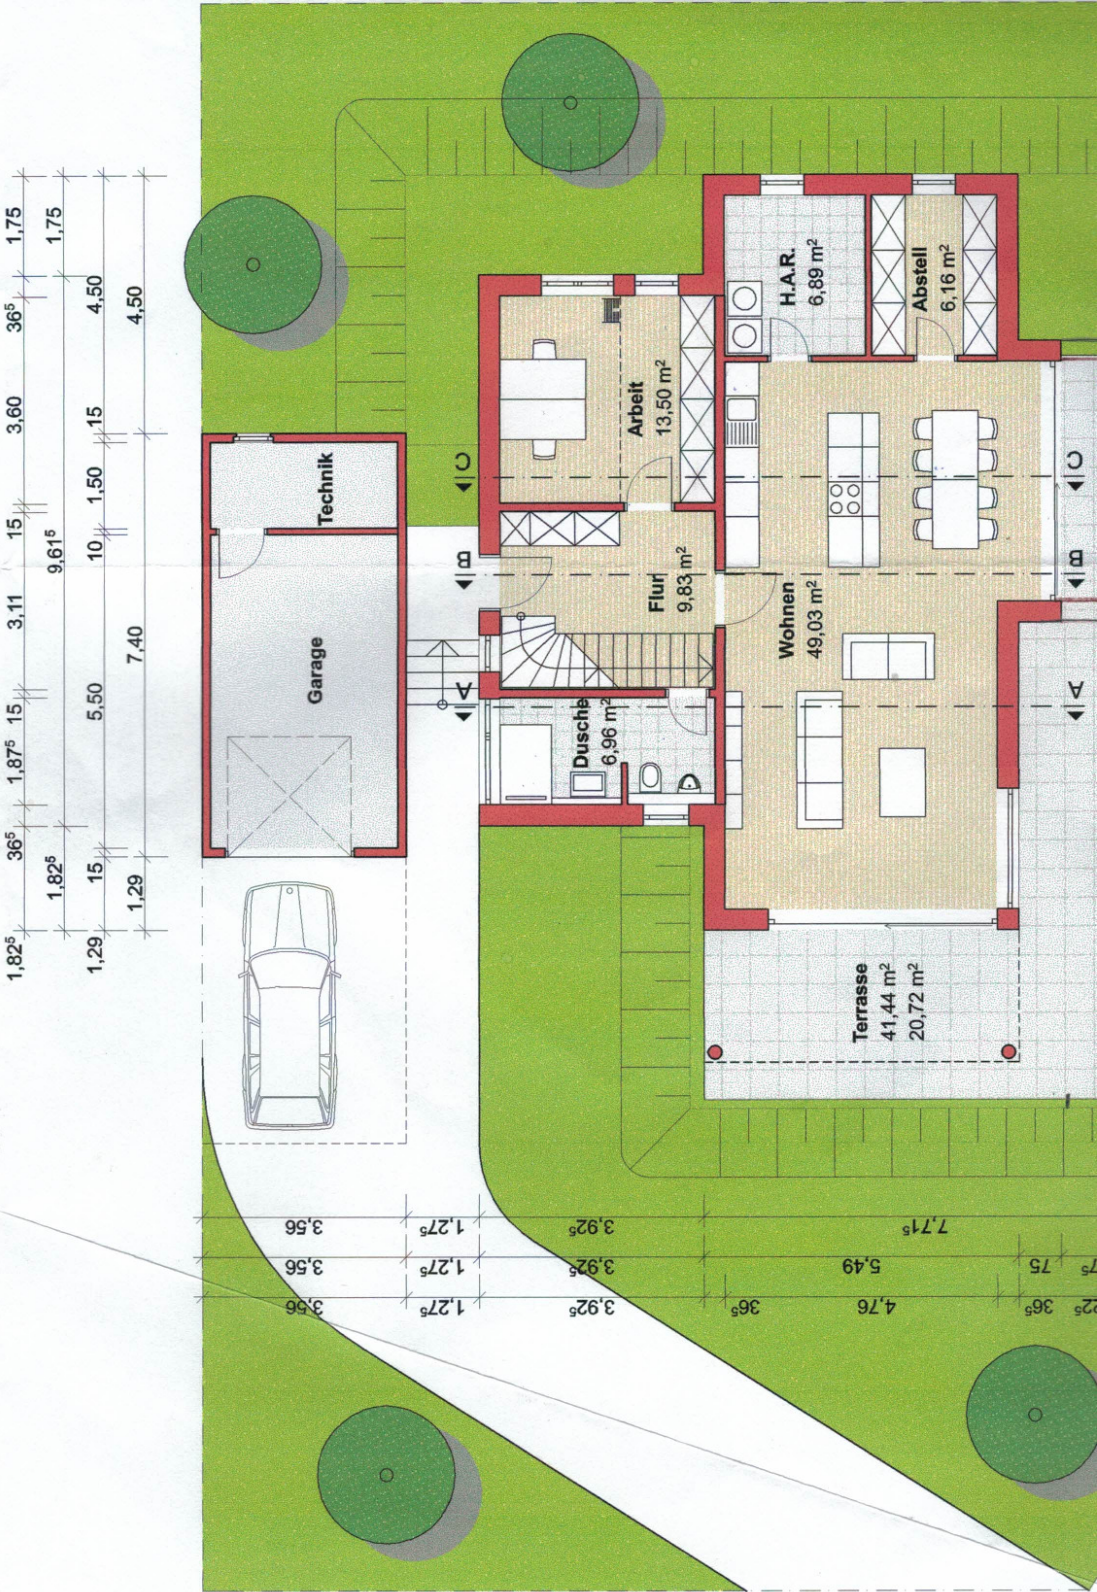 1,75
36⁵
3,60
15
3,11
15
1,87⁵
36⁵
1,82⁵
1,75
9,61⁵
1,82⁵
4,50
15
1,50
10
5,50
15
1,29
4,50
7,40
1,29
Technik
Garage
Arbeit
13,50 m²
H.A.R.
6,89 m²
Abstell
6,16 m²
Flur
9,83 m²
Dusche
6,96 m²
Wohnen
49,03 m²
Terrasse
41,44 m²
20,72 m²
C
B
A
C
B
A
3,56
1,27⁵
3,92⁵
7,71⁵
3,56
1,27⁵
3,92⁵
5,49
75
3,56
1,27⁵
3,92⁵
36⁵
4,76
36⁵